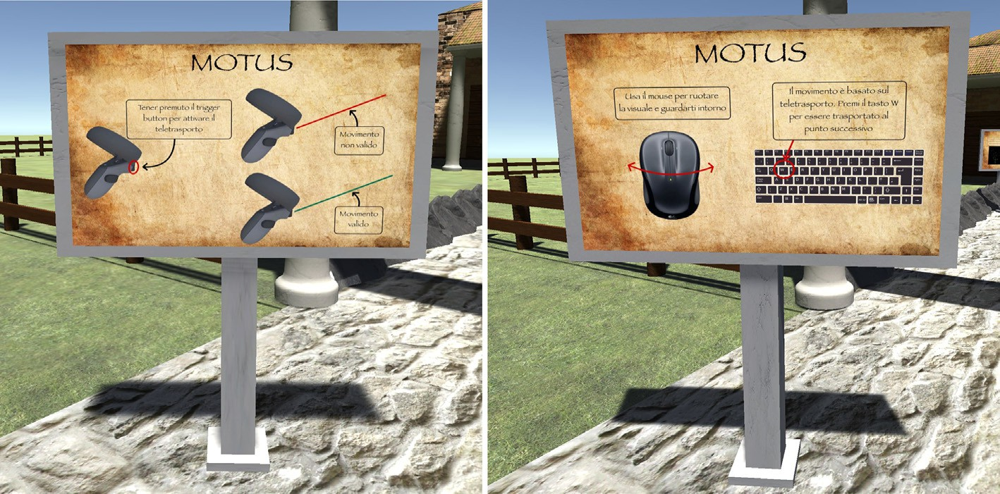 MOTUS
Tener premuto il trigger
button per attivare il
teletrasporto
Movimento
non valido
Movimento
valido
MOTUS
Usa il mouse per ruotare
la visuale e guardarti intorno
Il movimento è basato sul
teletrasporto. Premi il tasto W
per essere trasportato al
punto successivo